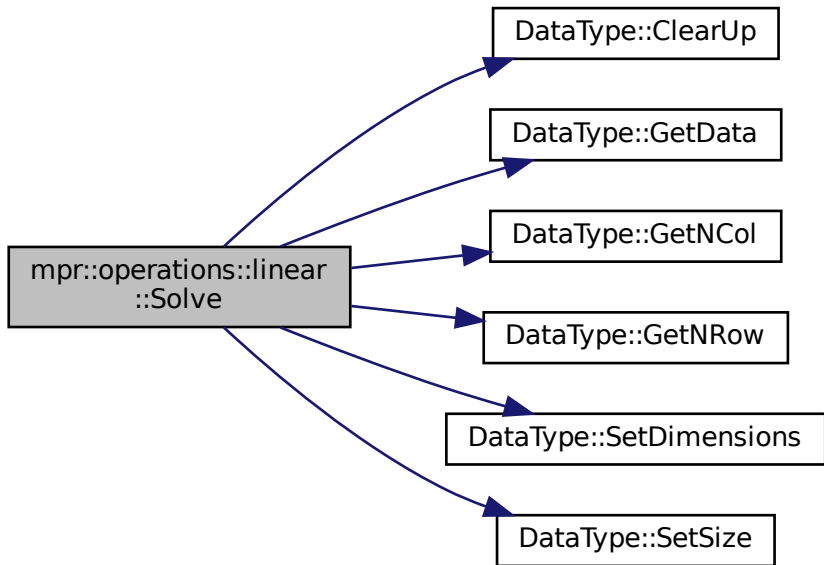 mpr::operations::linear
::Solve
DataType::ClearUp
DataType::GetData
DataType::GetNCol
DataType::GetNRow
DataType::SetDimensions
DataType::SetSize